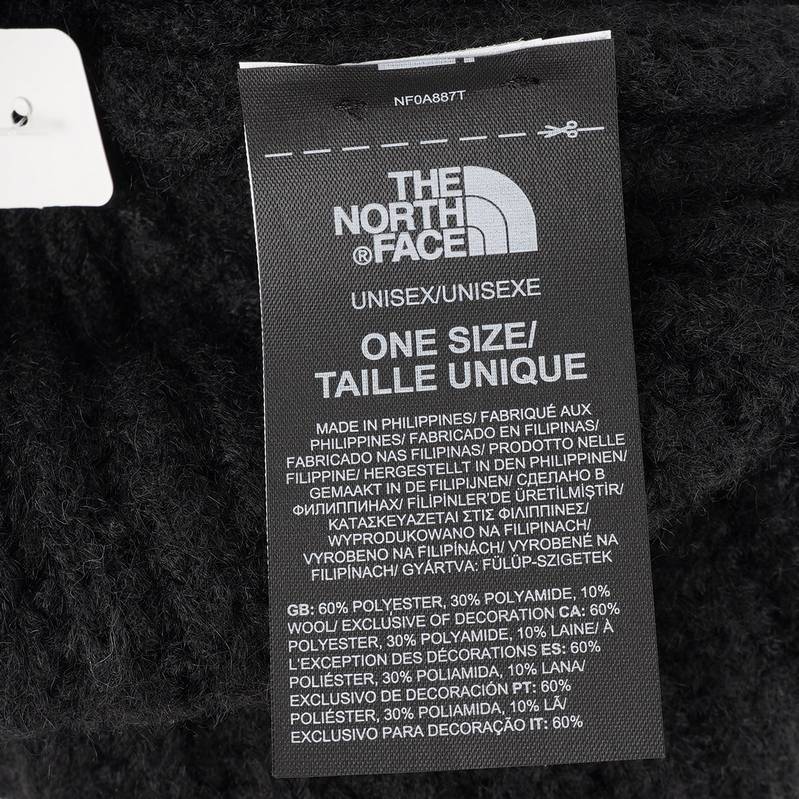 NF0A887T
THE
NORTH
®FACE
UNISEX/UNISEXE
ONE SIZE/
TAILLE UNIQUE
MADE IN PHILIPPINES/ FABRIQUÉ AUX
PHILIPPINES/ FABRICADO EN FILIPINAS/
FABRICADO NAS FILIPINAS/ PRODOTTO NELLE
FILIPPINE/ HERGESTELLT IN DEN PHILIPPINEN/
GEMAAKT IN DE FILIPIJNEN/ СДЕЛАНО В
ФИЛИППИНАХ/ FİLİPİNLER'DE ÜRETİLMİŞTİR/
ΚΑΤΑΣΚΕΥΑΖΕΤΑΙ ΣΤΙΣ ΦΙΛΙΠΠΙΝΕΣ/
WYPRODUKOWANO NA FILIPINACH/
VYROBENO NA FILIPÍNÁCH/ VYROBENÉ NA
FILIPÍNACH/ GYÁRTVA: FÜLÖP-SZIGETEK
GB: 60% POLYESTER, 30% POLYAMIDE, 10%
WOOL/ EXCLUSIVE OF DECORATION CA: 60%
POLYESTER, 30% POLYAMIDE, 10% LAINE/ À
L'EXCEPTION DES DÉCORATIONS ES: 60%
POLIÉSTER, 30% POLIAMIDA, 10% LANA/
EXCLUSIVO DE DECORACIÓN PT: 60%
POLIÉSTER, 30% POLIAMIDA, 10% LÃ/
EXCLUSIVO PARA DECORAÇÃO IT: 60%